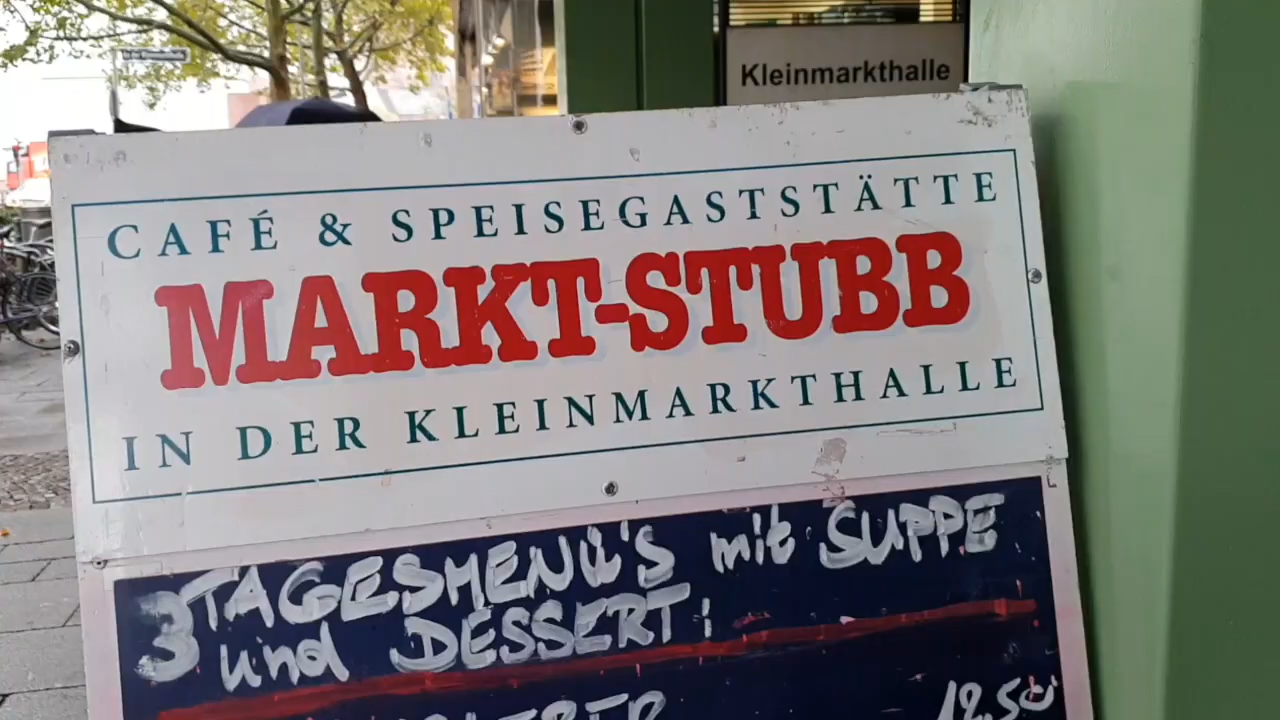 Kleinmarkthalle
CAFÉ & SPEISEGASTSTÄTTE
MARKT-STUBB
IN DER KLEINMARKTHALLE
3 TAGESMENÜ'S mit SUPPE
und DESSERT:
12,50